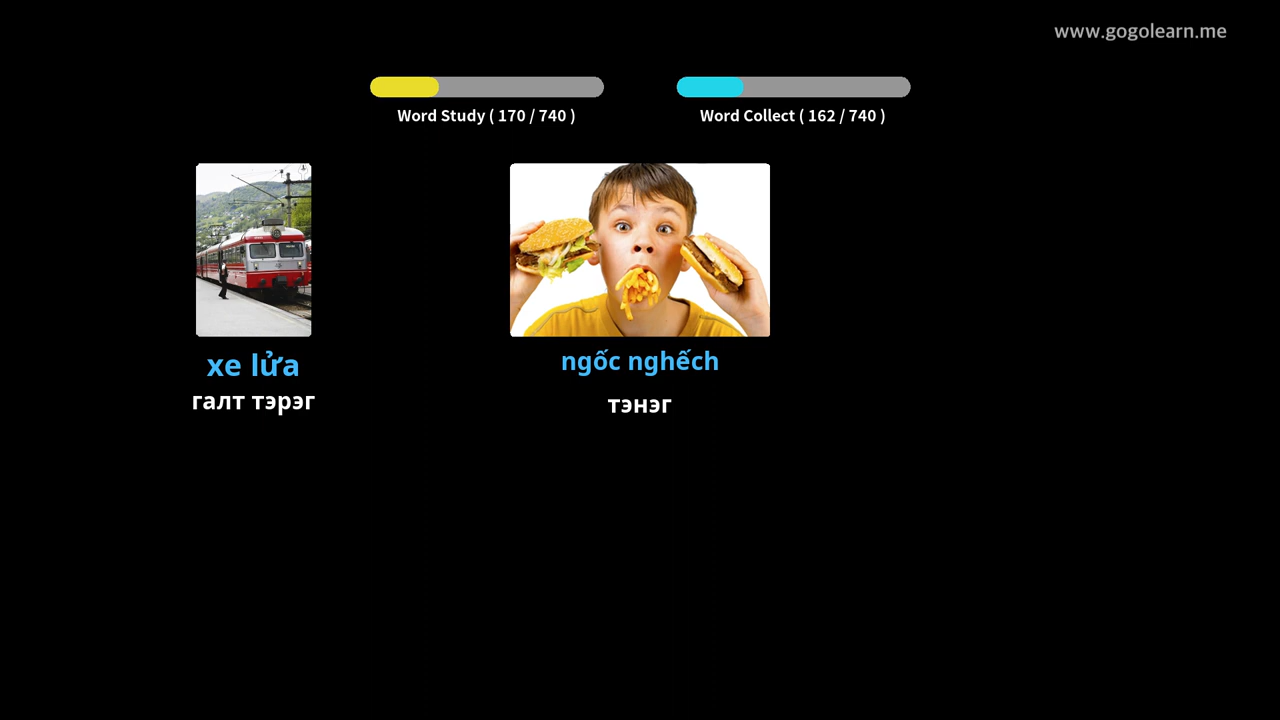 www.gogolearn.me
Word Study ( 170 / 740 )
Word Collect ( 162 / 740 )
xe lửa
галт тэрэг
ngốc nghếch
тэнэг